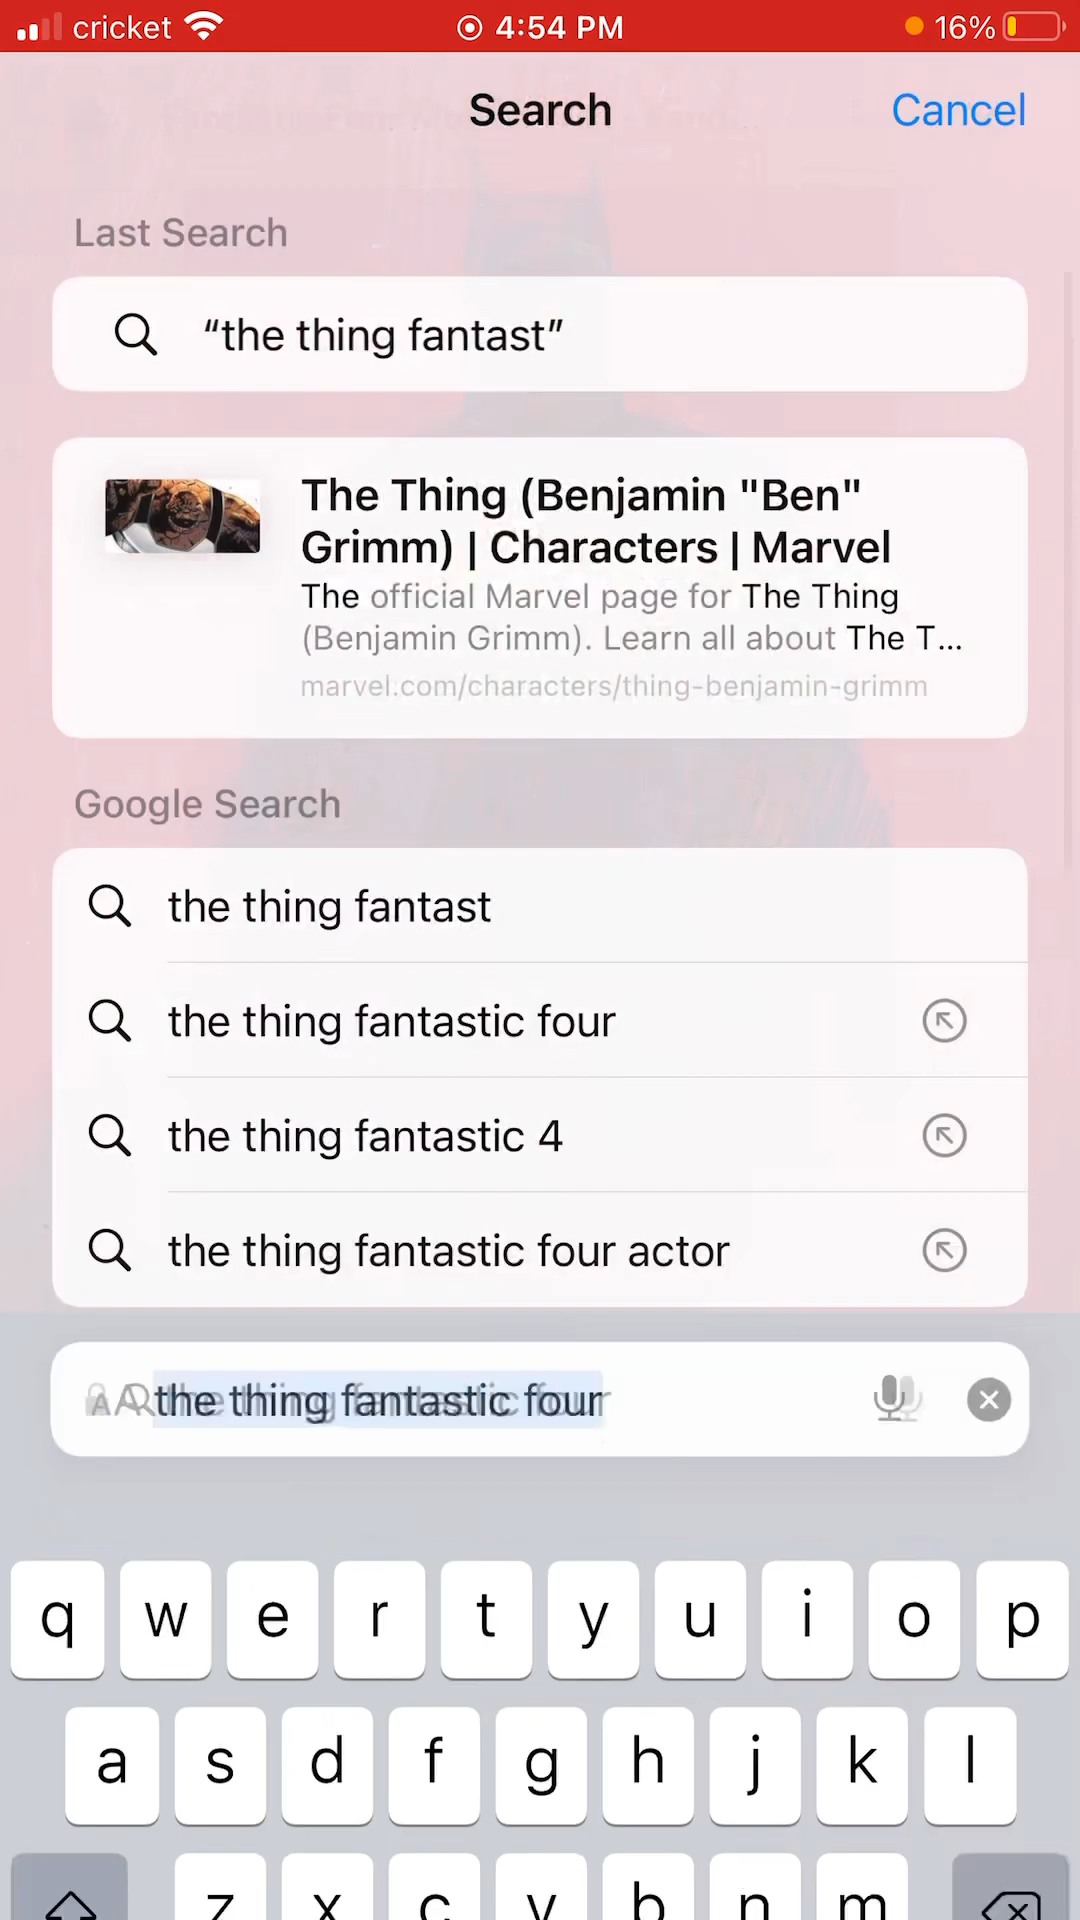 cricket 4:54 PM 16%
Search Cancel
Last Search
“the thing fantast”
The Thing (Benjamin "Ben"
Grimm) | Characters | Marvel
The official Marvel page for The Thing
(Benjamin Grimm). Learn all about The T...
marvel.com/characters/thing-benjamin-grimm
Google Search
the thing fantast
the thing fantastic four
the thing fantastic 4
the thing fantastic four actor
AA the thing fantastic four
q w e r t y u i o p
a s d f g h j k l
z x c v b n m